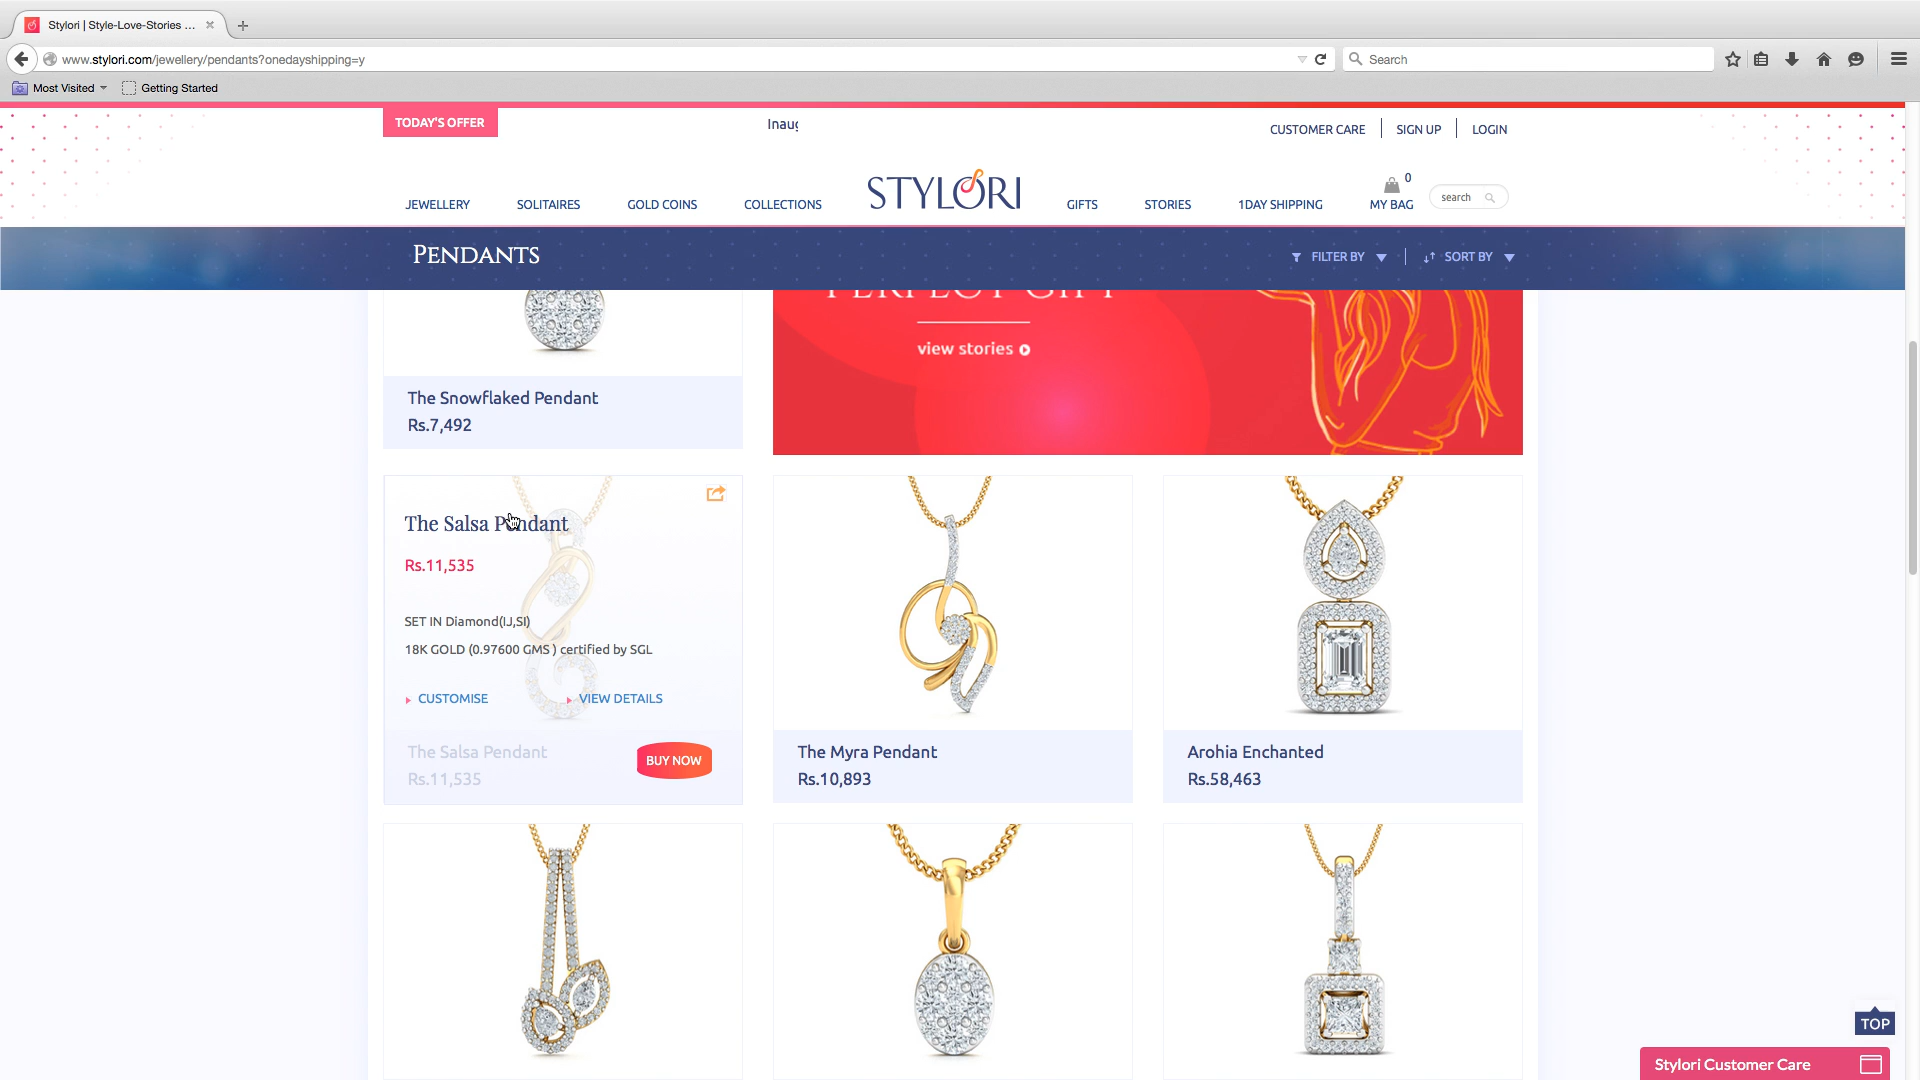 Stylori | Style-Love-Stories ...
www.stylori.com/jewellery/pendants?onedayshipping=y
Search
Most Visited
Getting Started
TODAY'S OFFER
Inaug
CUSTOMER CARE
SIGN UP
LOGIN
JEWELLERY
SOLITAIRES
GOLD COINS
COLLECTIONS
STYLORI
GIFTS
STORIES
1DAY SHIPPING
0
MY BAG
search
PENDANTS
FILTER BY
SORT BY
PERFECT GIFT
view stories
The Snowflaked Pendant
Rs.7,492
The Salsa Pendant
Rs.11,535
SET IN Diamond(IJ,SI)
18K GOLD (0.97600 GMS ) certified by SGL
CUSTOMISE
VIEW DETAILS
The Salsa Pendant
Rs.11,535
BUY NOW
The Myra Pendant
Rs.10,893
Arohia Enchanted
Rs.58,463
TOP
Stylori Customer Care